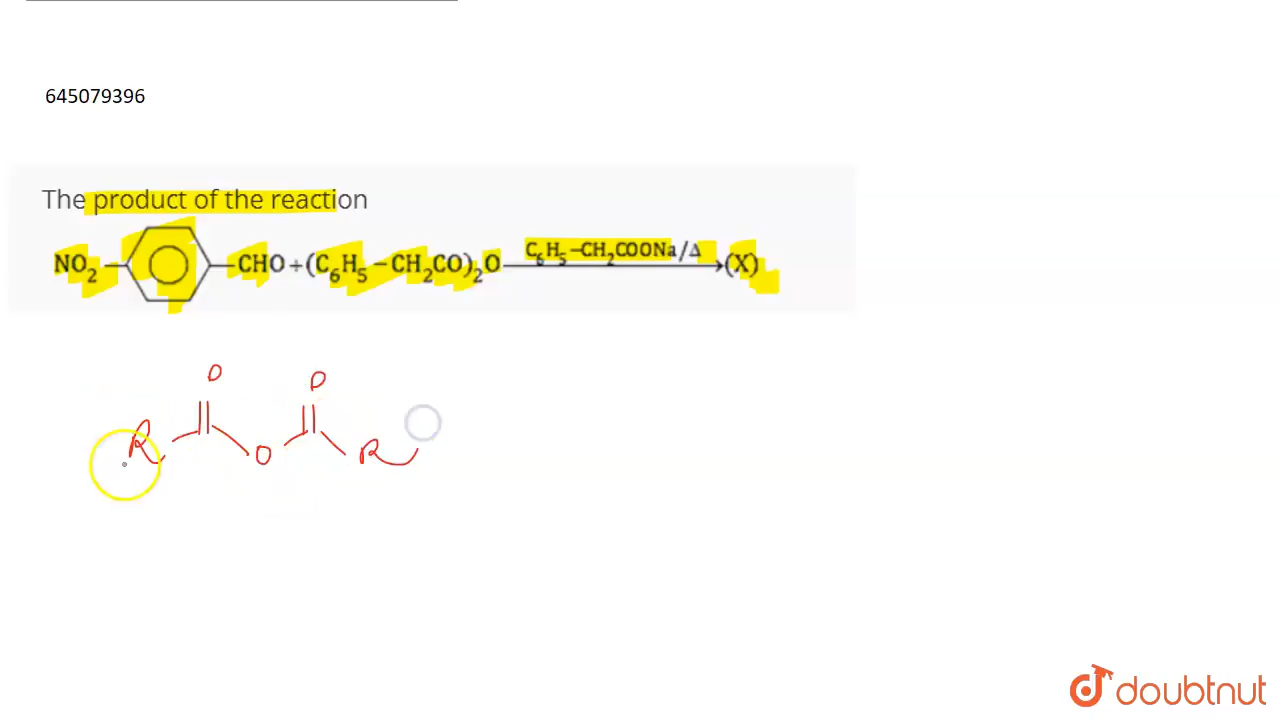 645079396
The product of the reaction
NO₂ CHO + (C₆H₅ – CH₂CO)₂O C₆H₅ – CH₂COONa/Δ (X)
O O
R O R
doubtnut